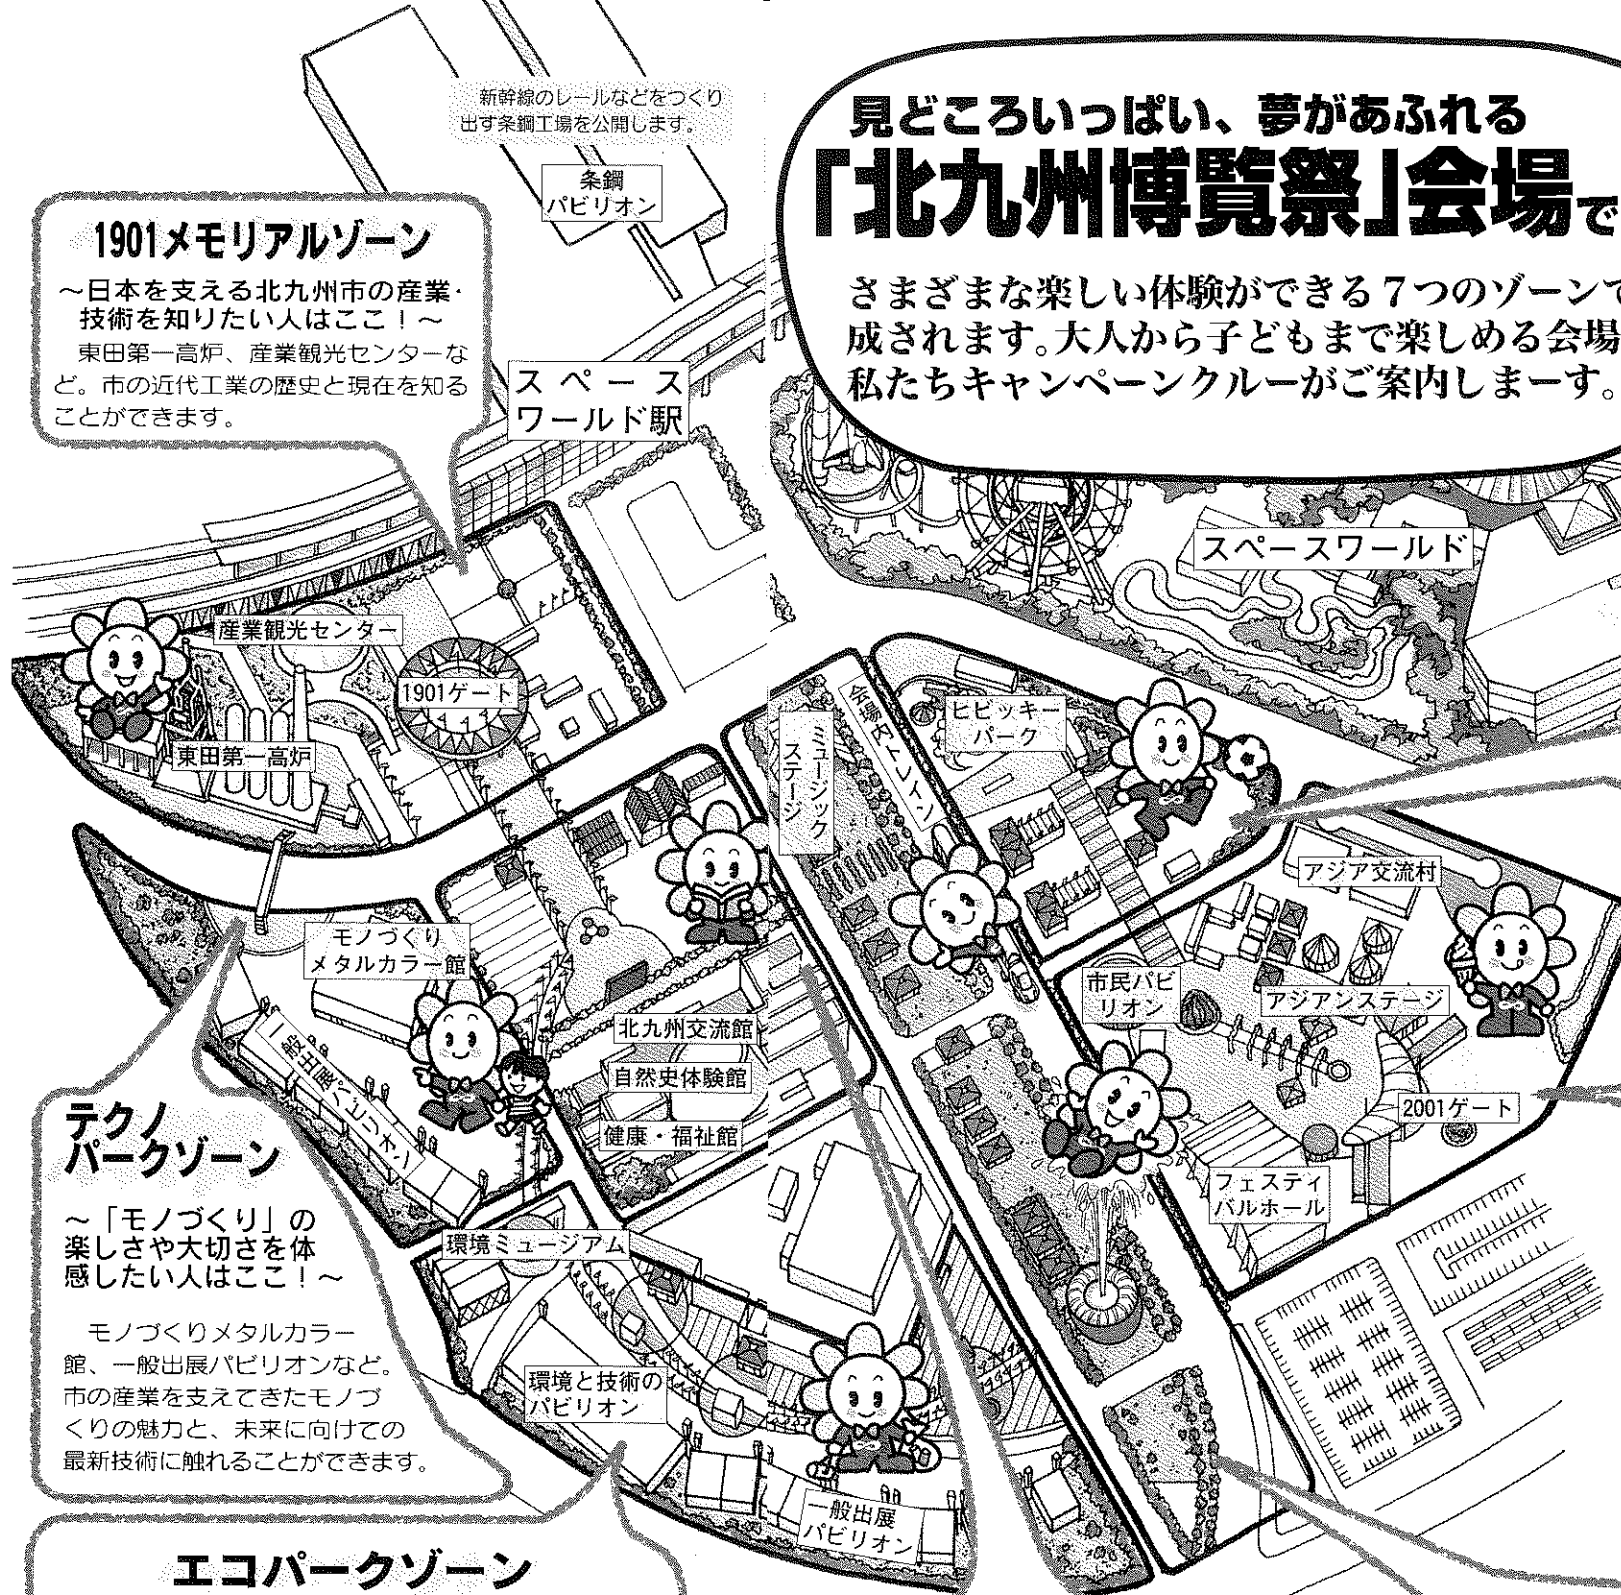 新幹線のレールなどをつくり
出す条鋼工場を公開します。
条鋼
パビリオン
見どころいっぱい、夢があふれる
「北九州博覧祭」会場で
さまざまな楽しい体験ができる7つのゾーンで
成されます。大人から子どもまで楽しめる会場
私たちキャンペーンクルーがご案内しまーす。
1901メモリアルゾーン
～日本を支える北九州市の産業・
技術を知りたい人はここ！～
東田第一高炉、産業観光センターな
ど。市の近代工業の歴史と現在を知る
ことができます。
スペース
ワールド駅
スペースワールド
産業観光センター
1901ゲート
東田第一高炉
ミュージック
ステージ
会場内トレイン
ビビッキー
パーク
アジア交流村
モノづくり
メタルカラー館
市民パビ
リオン
アジアンステージ
一般出展パビリオン
北九州交流館
自然史体験館
健康・福祉館
2001ゲート
フェスティ
バルホール
テクノ
パークゾーン
～「モノづくり」の
楽しさや大切さを体
感したい人はここ！～
モノづくりメタルカラー
館、一般出展パビリオンなど。
市の産業を支えてきたモノづ
くりの魅力と、未来に向けての
最新技術に触れることができます。
環境ミュージアム
環境と技術の
パビリオン
一般出展
パビリオン
エコパークゾーン